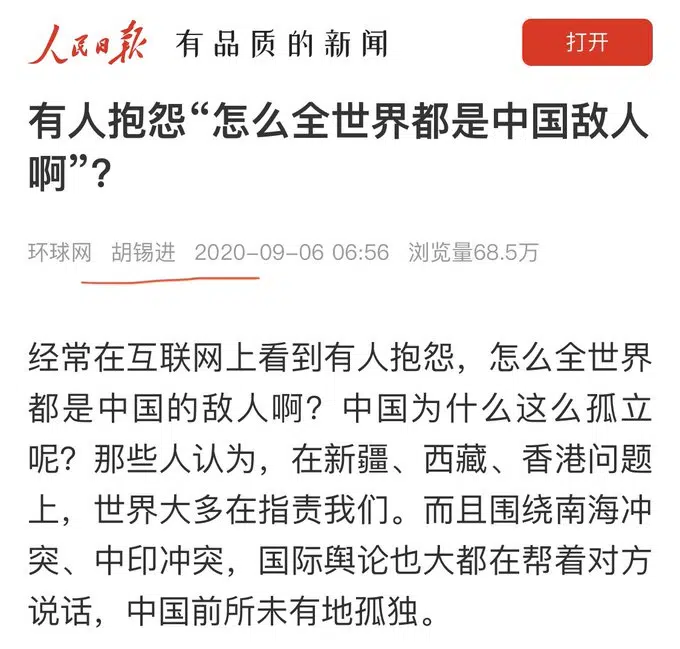 人民日报 有品质的新闻 打开
有人抱怨“怎么全世界都是中国敌人
啊”?
环球网 胡锡进 2020-09-06 06:56 浏览量68.5万
经常在互联网上看到有人抱怨，怎么全世界
都是中国的敌人啊？中国为什么这么孤立
呢？那些人认为，在新疆、西藏、香港问题
上，世界大多在指责我们。而且围绕南海冲
突、中印冲突，国际舆论也大都在帮着对方
说话，中国前所未有地孤独。